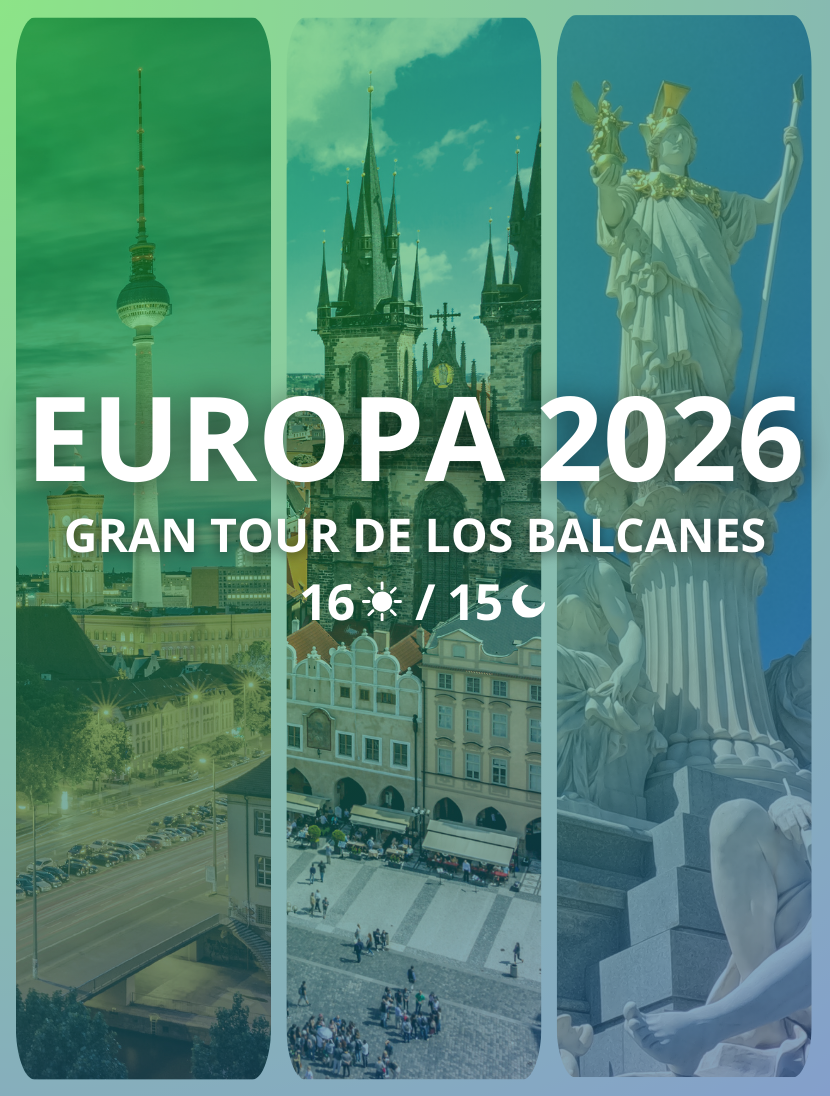 EUROPA 2026
GRAN TOUR DE LOS BALCANES
16☀ / 15☾